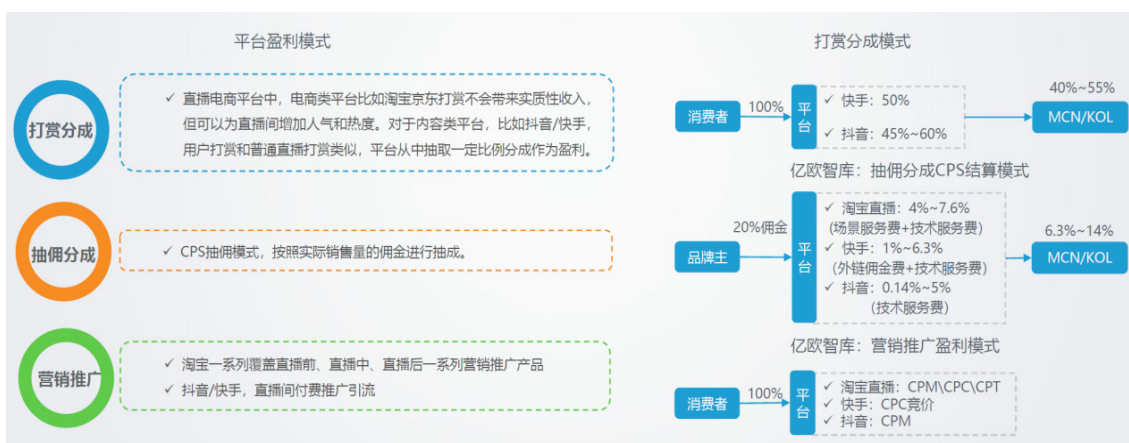 平台盈利模式
打赏分成
✓ 直播电商平台中，电商类平台比如淘宝京东打赏不会带来实质性收入，
但可以为直播间增加人气和热度。对于内容类平台，比如抖音/快手，
用户打赏和普通直播打赏类似，平台从中抽取一定比例分成作为盈利。
抽佣分成
✓ CPS抽佣模式，按照实际销售量的佣金进行抽成。
营销推广
✓ 淘宝一系列覆盖直播前、直播中、直播后一系列营销推广产品
✓ 抖音/快手，直播间付费推广引流
打赏分成模式
消费者
100%
平台
✓ 快手：50%
✓ 抖音：45%~60%
40%~55%
MCN/KOL
亿欧智库：抽佣分成CPS结算模式
品牌主
20%佣金
平台
✓ 淘宝直播：4%~7.6%
(场景服务费+技术服务费)
✓ 快手：1%~6.3%
(外链佣金费+技术服务费)
✓ 抖音：0.14%~5%
(技术服务费)
6.3%~14%
MCN/KOL
亿欧智库：营销推广盈利模式
消费者
100%
平台
✓ 淘宝直播：CPM\CPC\CPT
✓ 快手：CPC竞价
✓ 抖音：CPM